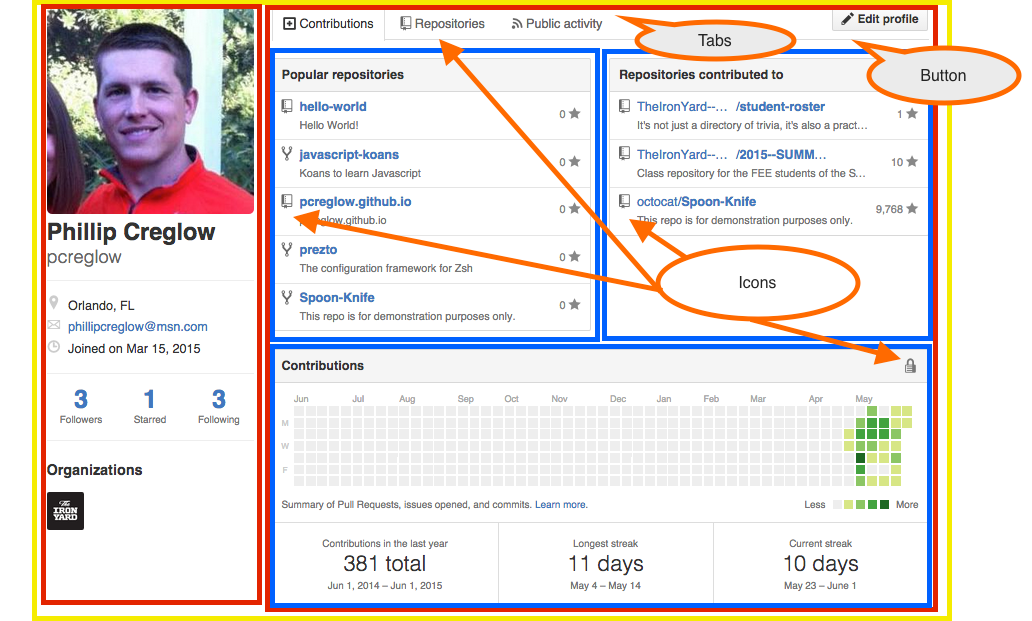 Contributions
Repositories
Public activity
Tabs
Edit profile
Button
Phillip Creglow
pcreglow
Orlando, FL
phillipcreglow@msn.com
Joined on Mar 15, 2015
3
Followers
1
Starred
3
Following
Organizations
The
IRON
YARD
Popular repositories
hello-world
Hello World!
0
javascript-koans
Koans to learn Javascript
0
pcreglow.github.io
glow.github.io
0
prezto
The configuration framework for Zsh
0
Spoon-Knife
This repo is for demonstration purposes only.
0
Repositories contributed to
TheIronYard--… /student-roster
It's not just a directory of trivia, it's also a pract…
1
TheIronYard--… /2015--SUMM…
Class repository for the FEE students of the S…
10
octocat/Spoon-Knife
This repo is for demonstration purposes only.
9,768
Icons
Contributions
Jun Jul Aug Sep Oct Nov Dec Jan Feb Mar Apr May
M
W
F
Summary of Pull Requests, issues opened, and commits. Learn more.
Less More
Contributions in the last year
381 total
Jun 1, 2014 – Jun 1, 2015
Longest streak
11 days
May 4 – May 14
Current streak
10 days
May 23 – June 1